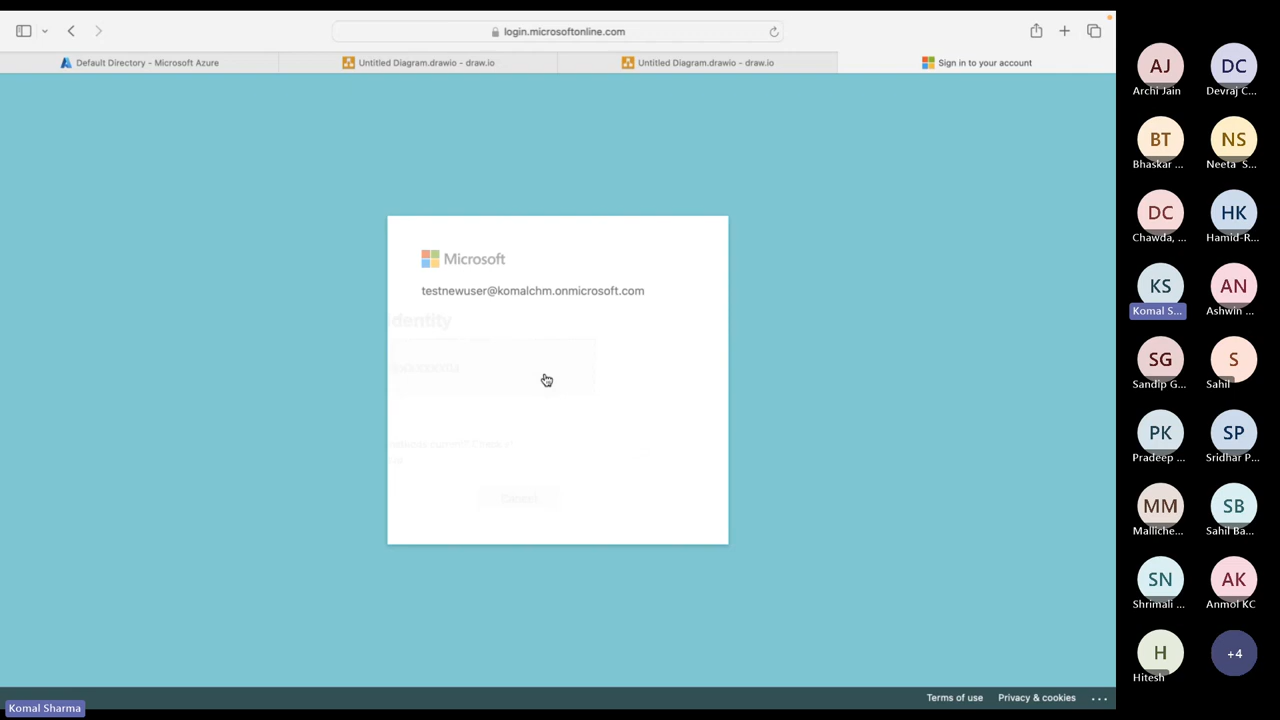 login.microsoftonline.com
Default Directory - Microsoft Azure
Untitled Diagram.drawio - draw.io
Untitled Diagram.drawio - draw.io
Sign in to your account
Microsoft
testnewuser@komalchm.onmicrosoft.com
dentity
Cancel
Terms of use
Privacy & cookies
...
Komal Sharma
AJ
Archi Jain
DC
Devraj C...
BT
Bhaskar ...
NS
Neeta S...
DC
Chawda, ...
HK
Hamid-R...
KS
Komal S...
AN
Ashwin ...
SG
Sandip G...
S
Sahil
PK
Pradeep ...
SP
Sridhar P...
MM
Malliche...
SB
Sahil Ba...
SN
Shrimali ...
AK
Anmol KC
H
Hitesh
+4